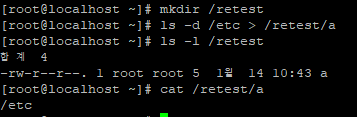 [root@localhost ~]# mkdir /retest
[root@localhost ~]# ls -d /etc > /retest/a
[root@localhost ~]# ls -l /retest
합계 4
-rw-r--r--. 1 root root 5  1월  14 10:43 a
[root@localhost ~]# cat /retest/a
/etc